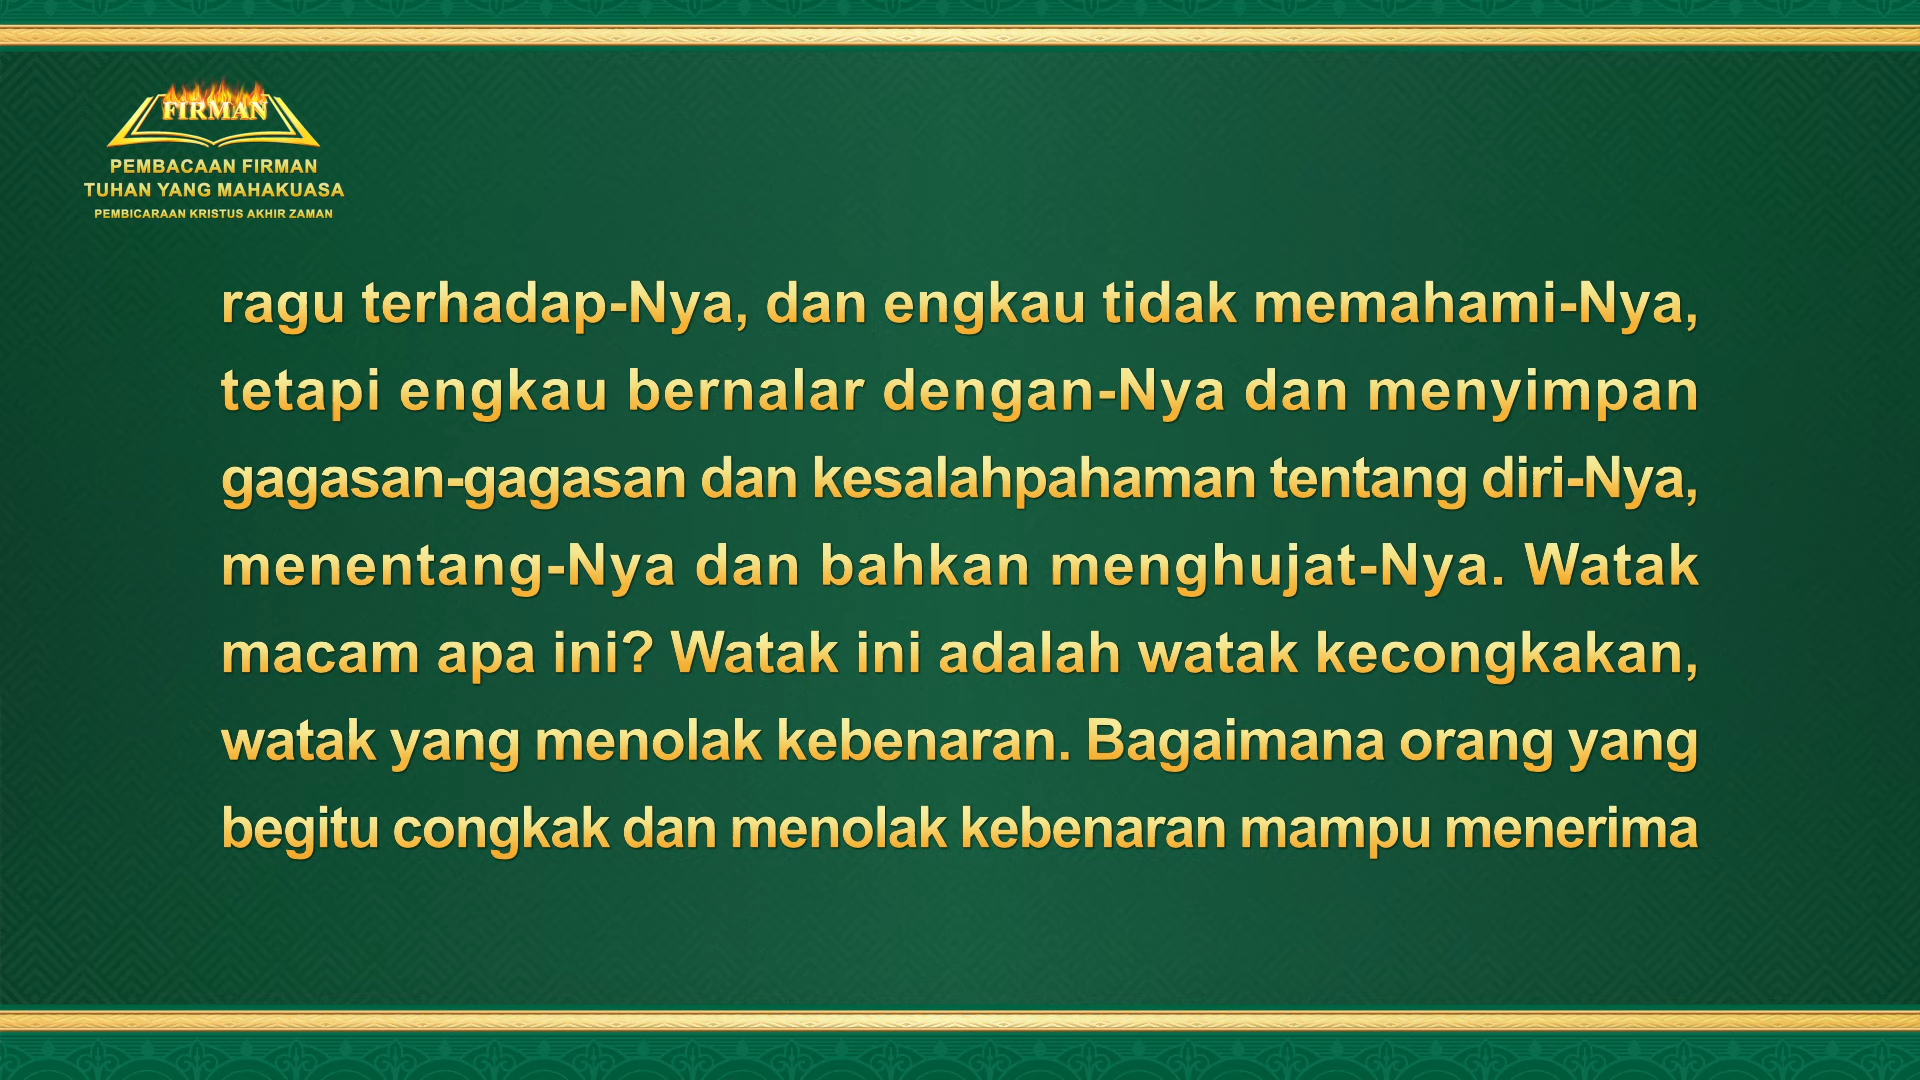 FIRMAN
PEMBACAAN FIRMAN
TUHAN YANG MAHAKUASA
PEMBICARAAN KRISTUS AKHIR ZAMAN
ragu terhadap-Nya, dan engkau tidak memahami-Nya,
tetapi engkau bernalar dengan-Nya dan menyimpan
gagasan-gagasan dan kesalahpahaman tentang diri-Nya,
menentang-Nya dan bahkan menghujat-Nya. Watak
macam apa ini? Watak ini adalah watak kecongkakan,
watak yang menolak kebenaran. Bagaimana orang yang
begitu congkak dan menolak kebenaran mampu menerima